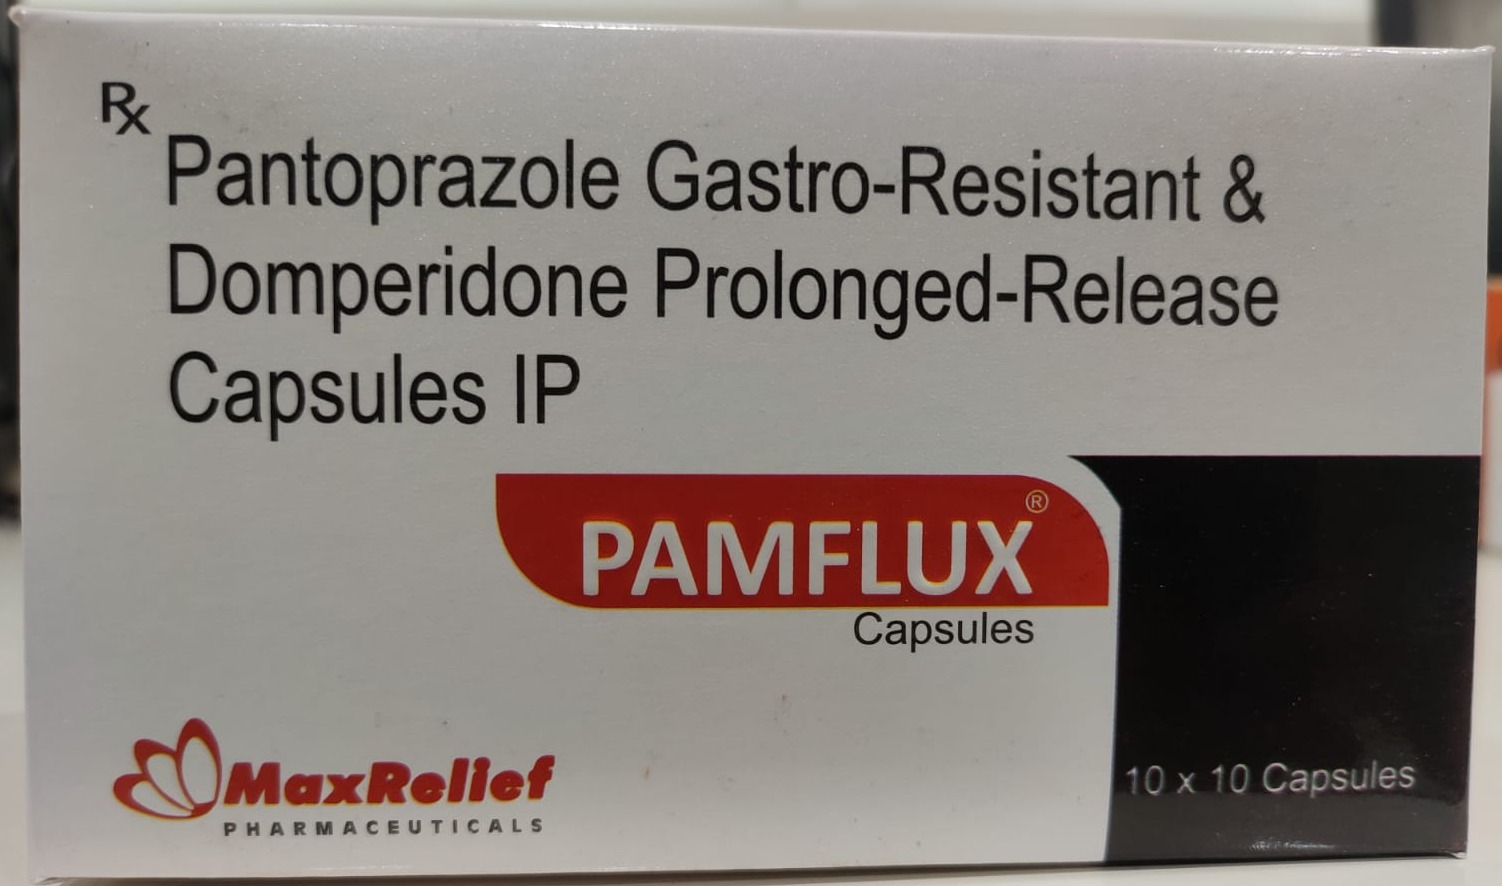 Rx
Pantoprazole Gastro-Resistant &
Domperidone Prolonged-Release
Capsules IP
PAMFLUX®
Capsules
MaxRelief
PHARMACEUTICALS
10 x 10 Capsules